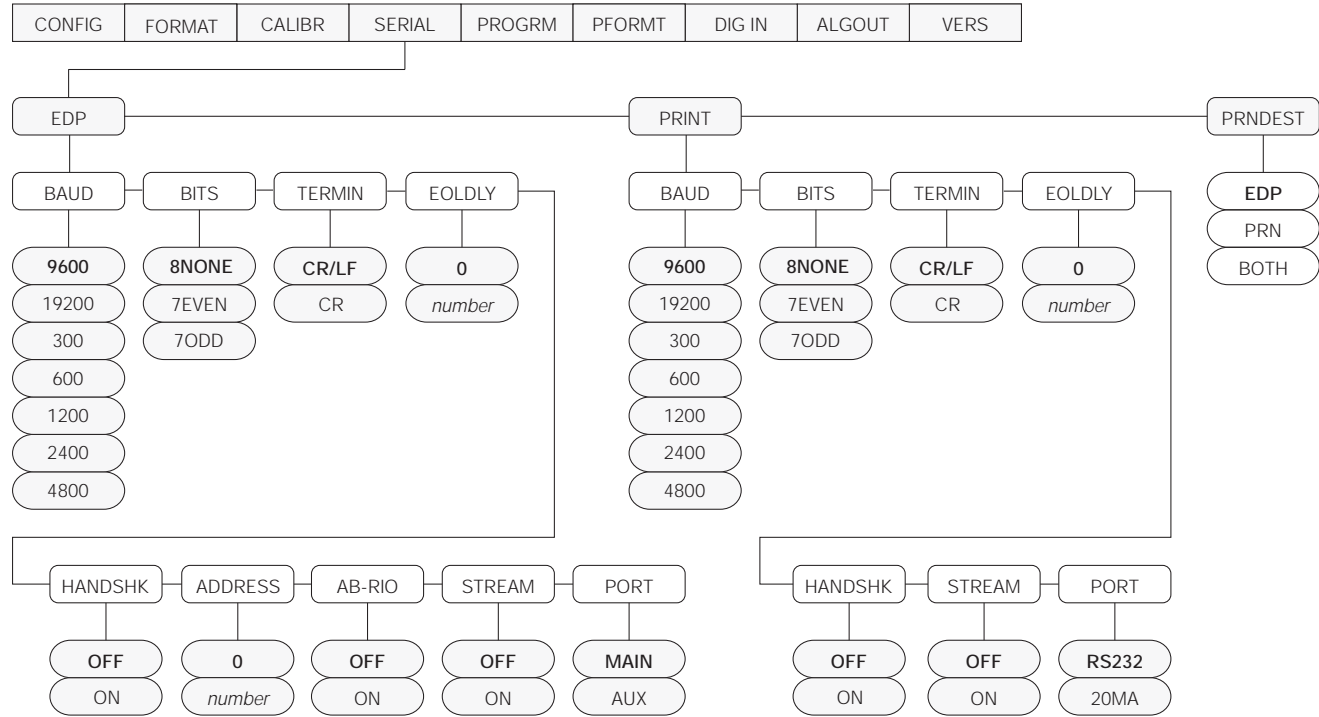 CONFIG FORMAT CALIBR SERIAL PROGRM PFORMT DIG IN ALGOUT VERS
EDP PRINT PRNDEST
BAUD BITS TERMIN EOLDLY BAUD BITS TERMIN EOLDLY EDP
PRN
9600 8NONE CR/LF 0 9600 8NONE CR/LF 0 BOTH
19200 7EVEN CR number 19200 7EVEN CR number
300 7ODD 300 7ODD
600 600
1200 1200
2400 2400
4800 4800
HANDSHK ADDRESS AB-RIO STREAM PORT HANDSHK STREAM PORT
OFF 0 OFF OFF MAIN OFF OFF RS232
ON number ON ON AUX ON ON 20MA